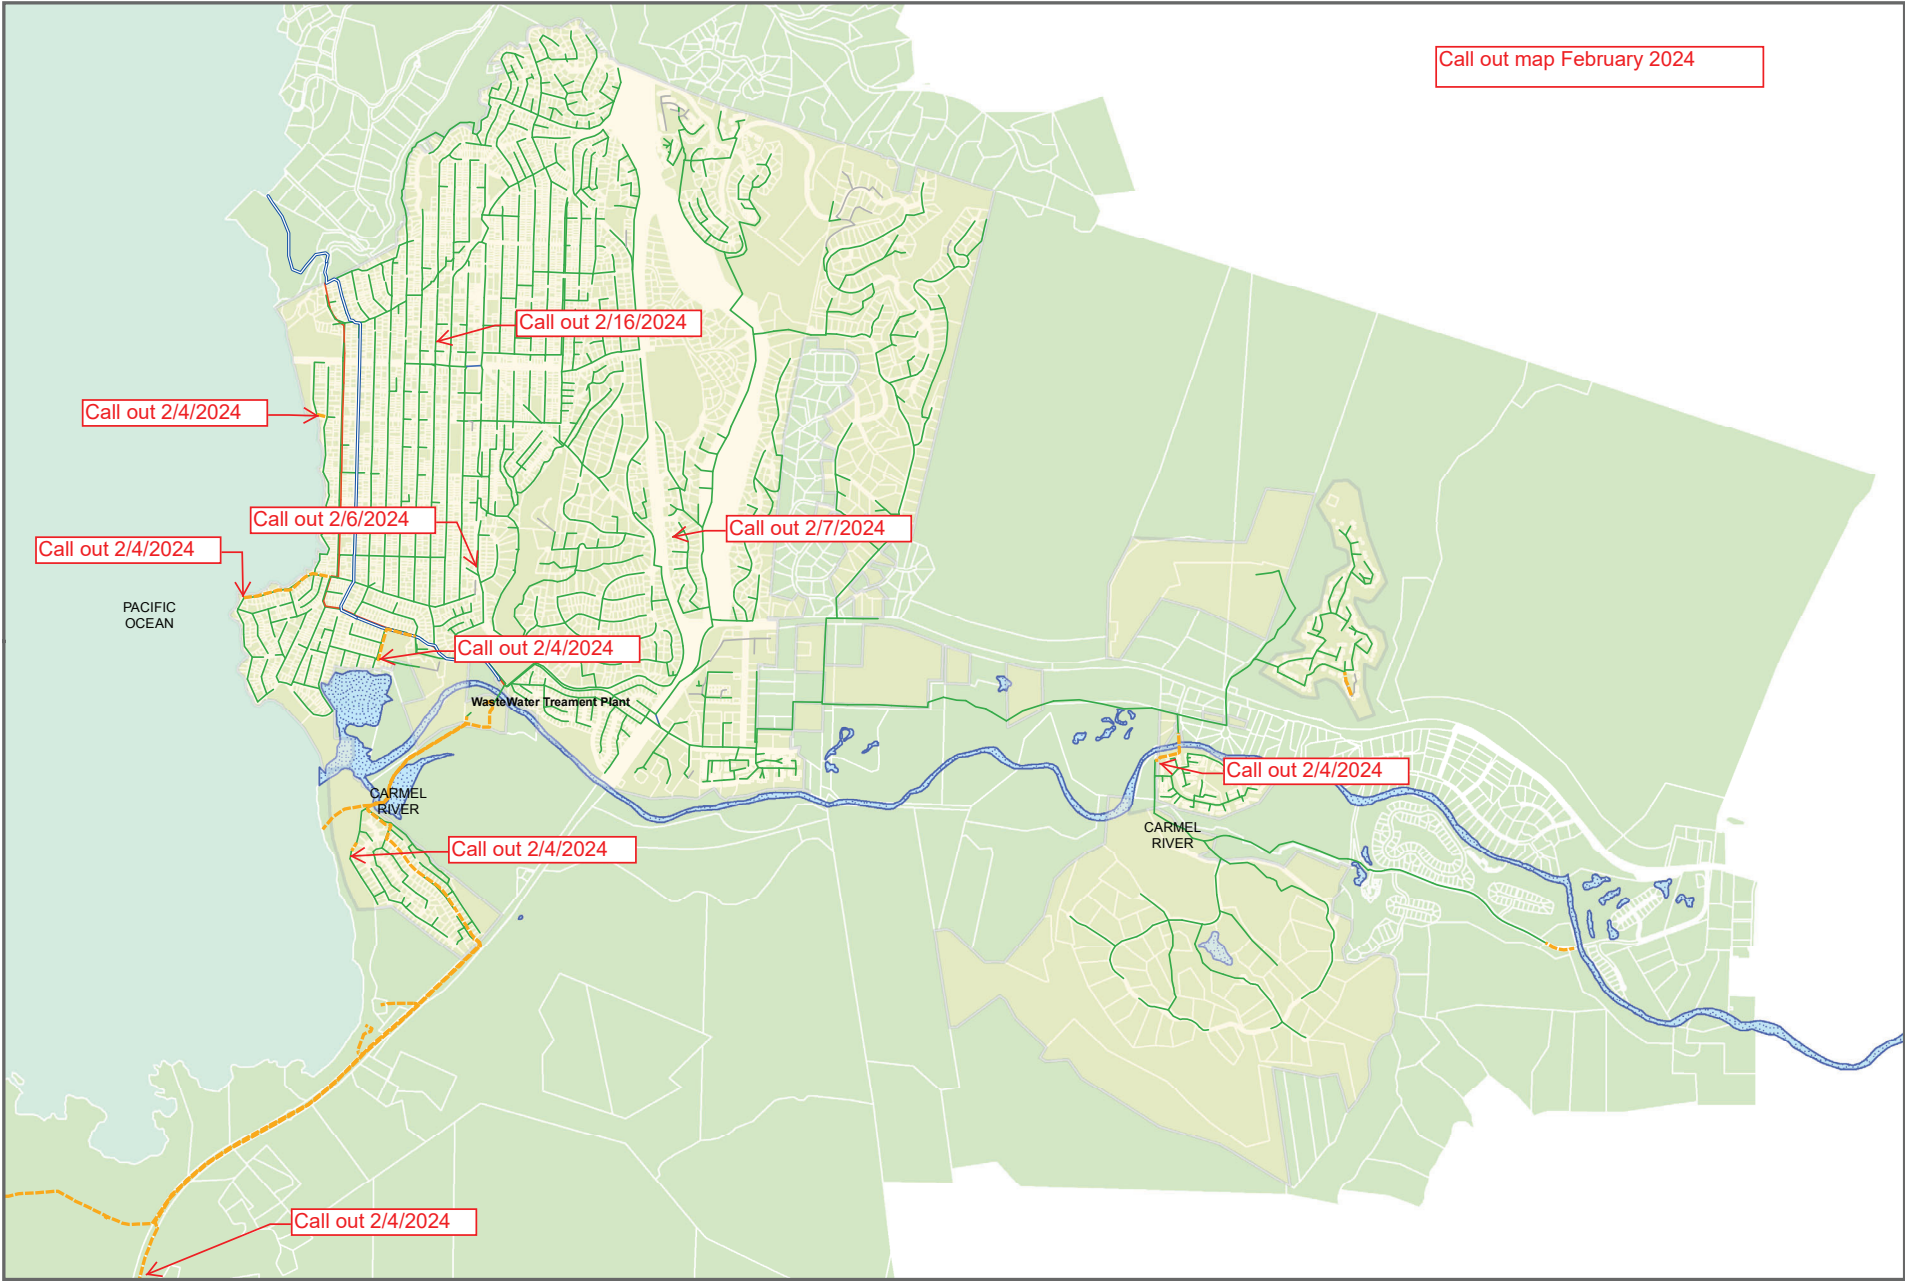 Call out map February 2024
Call out 2/16/2024
Call out 2/4/2024
Call out 2/6/2024
Call out 2/7/2024
Call out 2/4/2024
PACIFIC
OCEAN
Call out 2/4/2024
WasteWater Treament Plant
Call out 2/4/2024
CARMEL
RIVER
CARMEL
RIVER
Call out 2/4/2024
Call out 2/4/2024